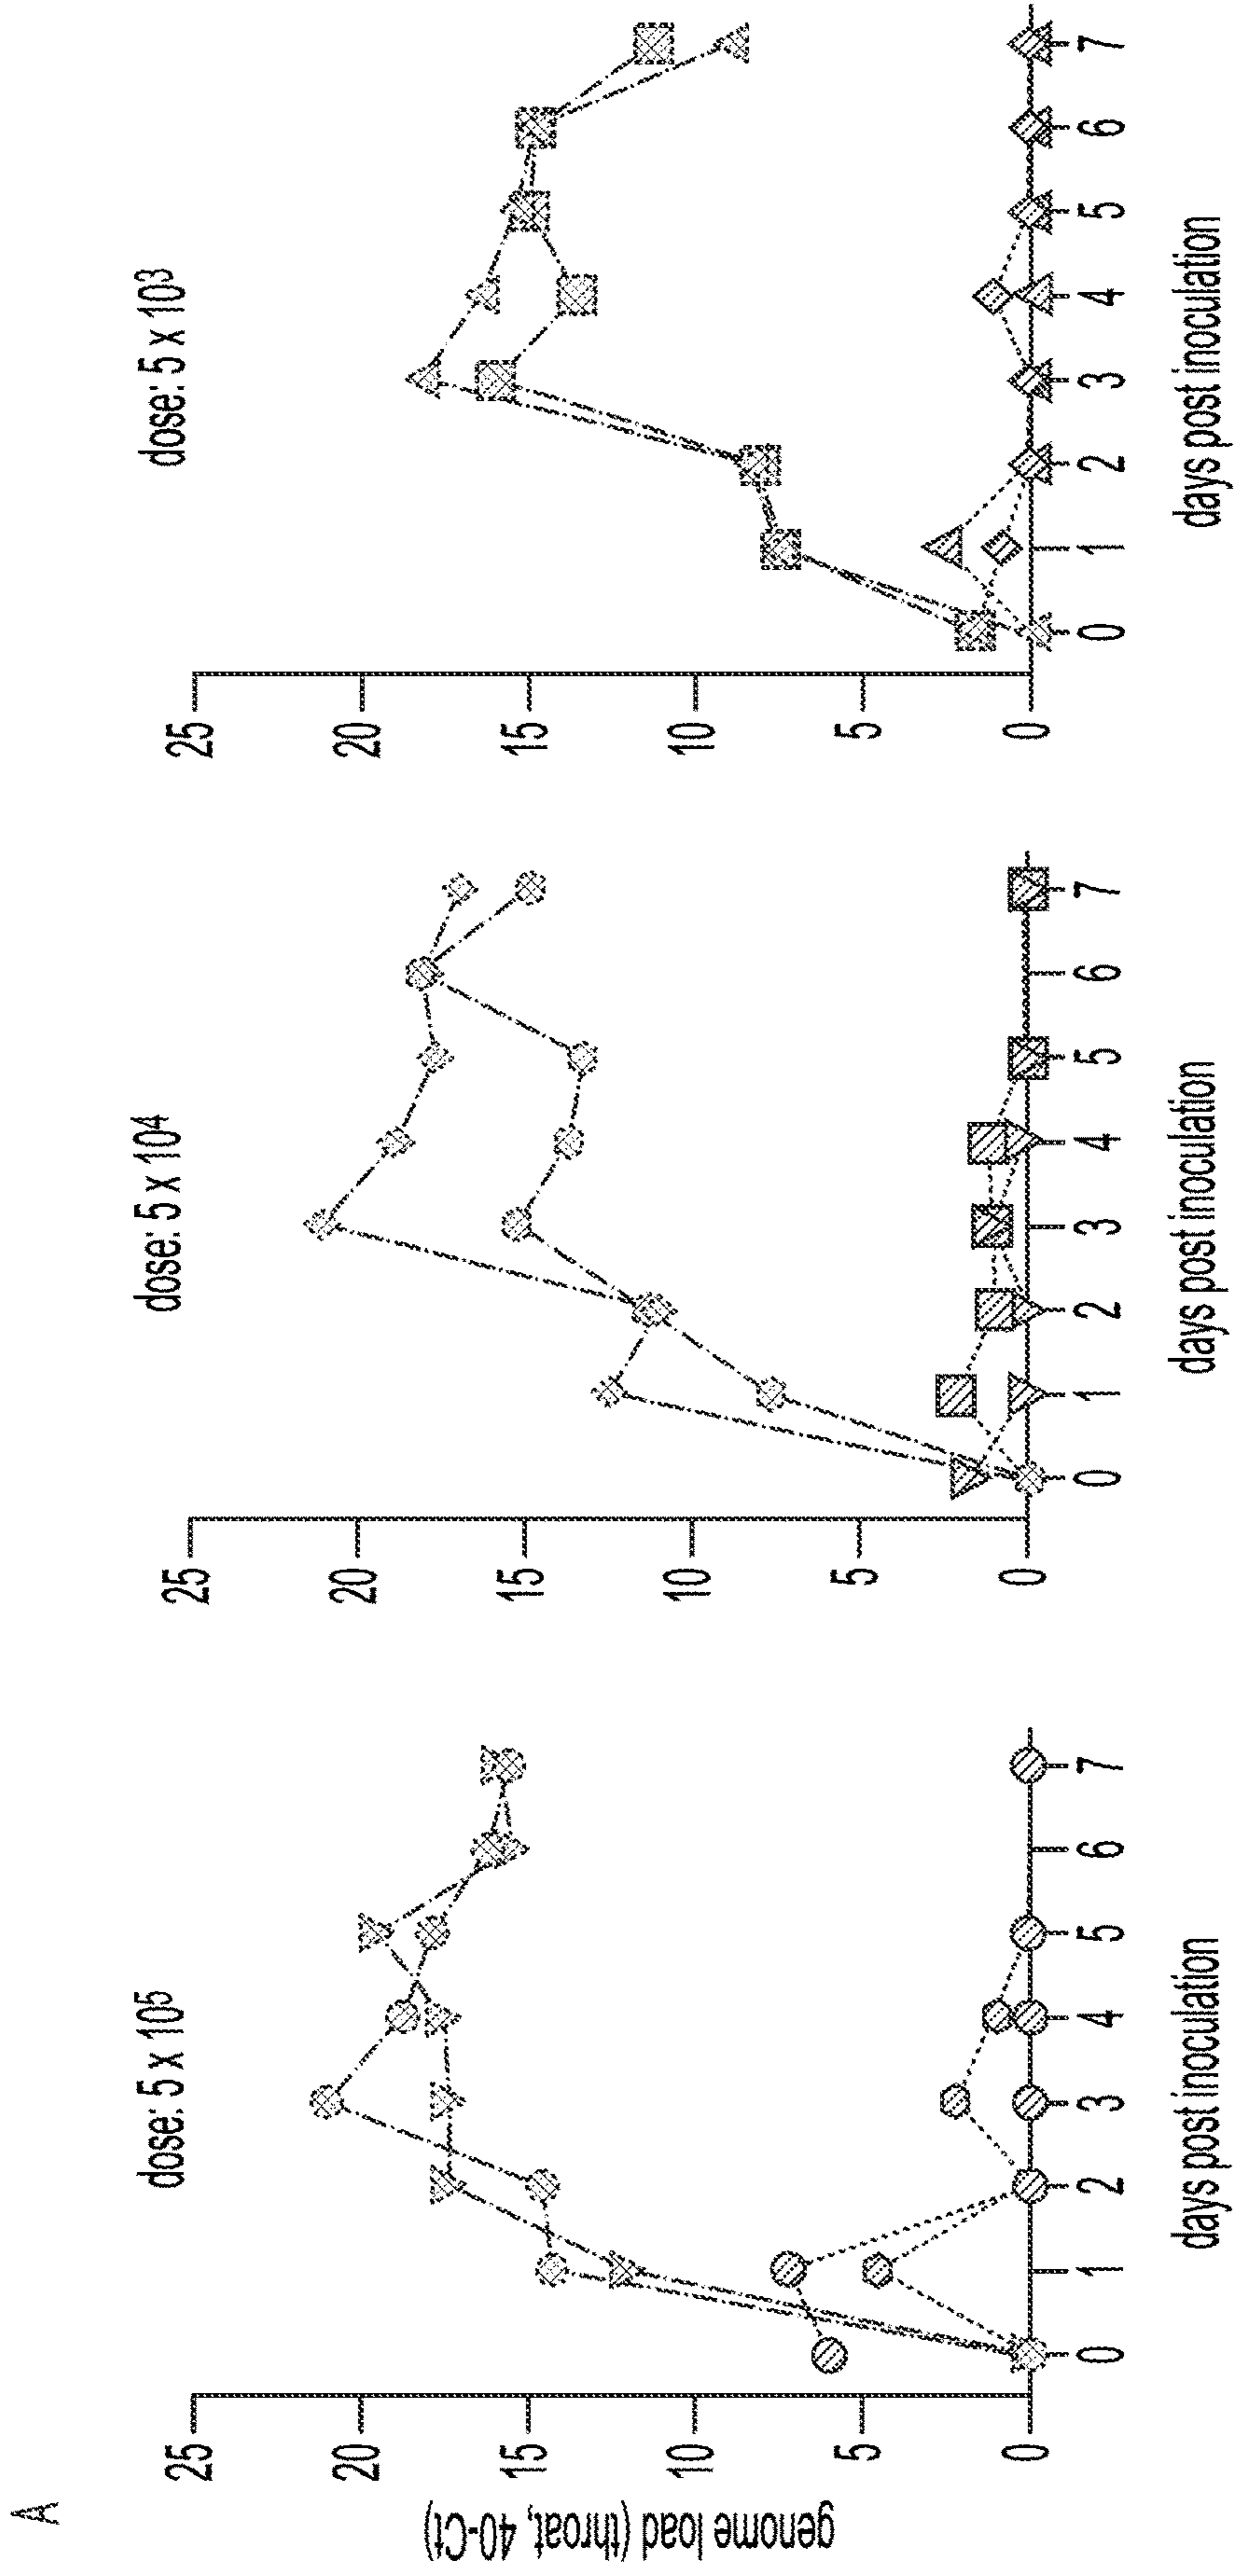 A
genome load (throat, 40-Ct)
dose: 5 x 10⁵
25
20
15
10
5
0
0 1 2 3 4 5 6 7
days post inoculation
dose: 5 x 10⁴
25
20
15
10
5
0
0 1 2 3 4 5 6 7
days post inoculation
dose: 5 x 10³
25
20
15
10
5
0
0 1 2 3 4 5 6 7
days post inoculation